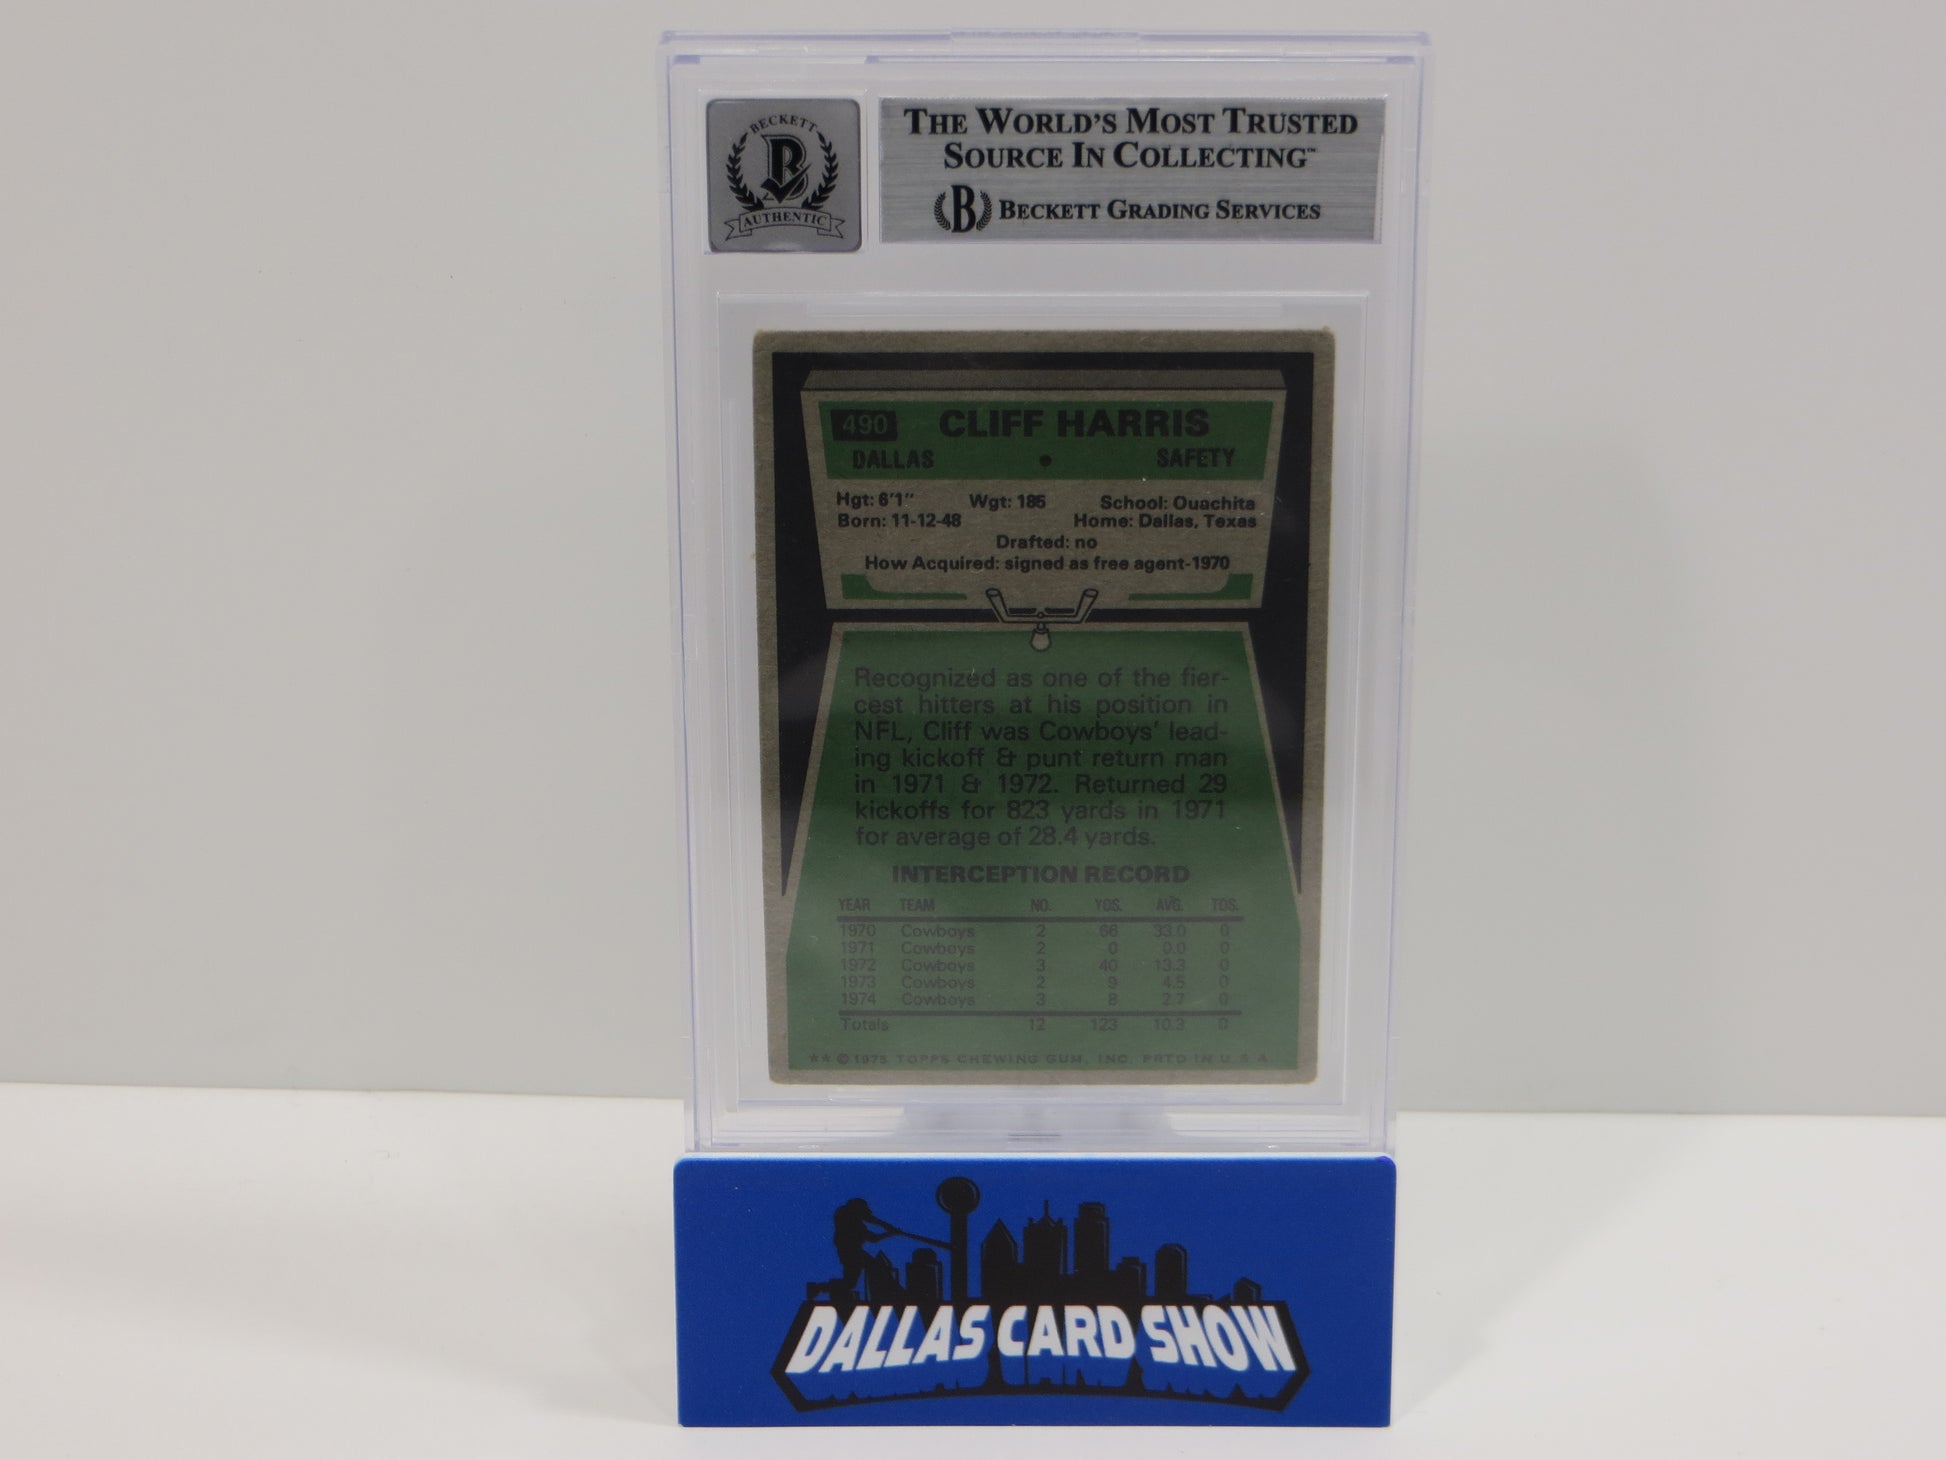 BECKETT
B
AUTHENTIC
THE WORLD'S MOST TRUSTED
SOURCE IN COLLECTING™
B BECKETT GRADING SERVICES
490 CLIFF HARRIS
DALLAS • SAFETY
Hgt: 6'1" Wgt: 185 School: Ouachita
Born: 11-12-48 Home: Dallas, Texas
Drafted: no
How Acquired: signed as free agent-1970
Recognized as one of the fier-
cest hitters at his position in
NFL, Cliff was Cowboys' lead-
ing kickoff & punt return man
in 1971 & 1972. Returned 29
kickoffs for 823 yards in 1971
for average of 28.4 yards.
INTERCEPTION RECORD
YEAR TEAM NO. YDS. AVG. TDS.
1970 Cowboys 2 66 33.0 0
1971 Cowboys 2 0 0.0 0
1972 Cowboys 3 40 13.3 0
1973 Cowboys 2 9 4.5 0
1974 Cowboys 3 8 2.7 0
Totals 12 123 10.3 0
** © 1975 TOPPS CHEWING GUM, INC. PRTD IN U.S.A.
DALLAS CARD SHOW